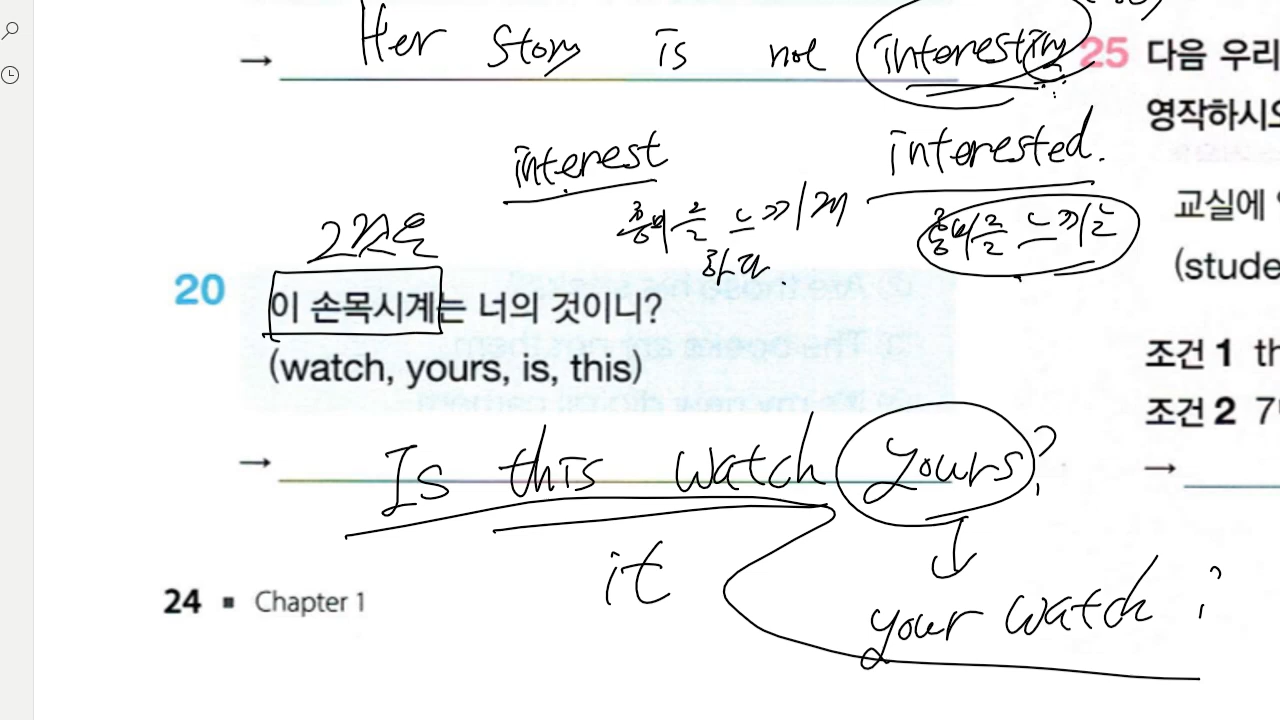 → Her story is not interesting
interest
interested.
흥미를 느끼게
하다.
흥미를 느끼는
그것은
20 이 손목시계는 너의 것이니?
(watch, yours, is, this)
→ Is this watch yours?
it
your watch ?
24 ■ Chapter 1
25 다음 우리
영작하시오
교실에
(stude
조건 1 th
조건 2 7
→